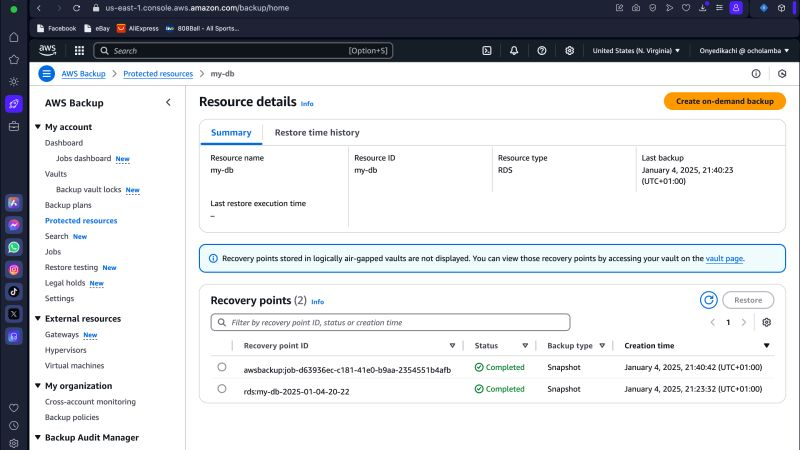 us-east-1.console.aws.amazon.com/backup/home
Facebook eBay AliExpress 808Ball - All Sports...
aws Search [Option+S] United States (N. Virginia) Onyedikachi @ ocholamba
AWS Backup > Protected resources > my-db
AWS Backup
My account
Dashboard
Jobs dashboard New
Vaults
Backup vault locks New
Backup plans
Protected resources
Search New
Jobs
Restore testing New
Legal holds New
Settings
External resources
Gateways New
Hypervisors
Virtual machines
My organization
Cross-account monitoring
Backup policies
Backup Audit Manager
Resource details Info
Create on-demand backup
Summary Restore time history
Resource name Resource ID Resource type Last backup
my-db my-db RDS January 4, 2025, 21:40:23
(UTC+01:00)
Last restore execution time
–
Recovery points stored in logically air-gapped vaults are not displayed. You can view those recovery points by accessing your vault on the vault page.
Recovery points (2) Info
Restore
Filter by recovery point ID, status or creation time
1
Recovery point ID Status Backup type Creation time
awsbackup:job-d63936ec-c181-41e0-b9aa-2354551b4afb Completed Snapshot January 4, 2025, 21:40:42 (UTC+01:00)
rds:my-db-2025-01-04-20-22 Completed Snapshot January 4, 2025, 21:23:32 (UTC+01:00)